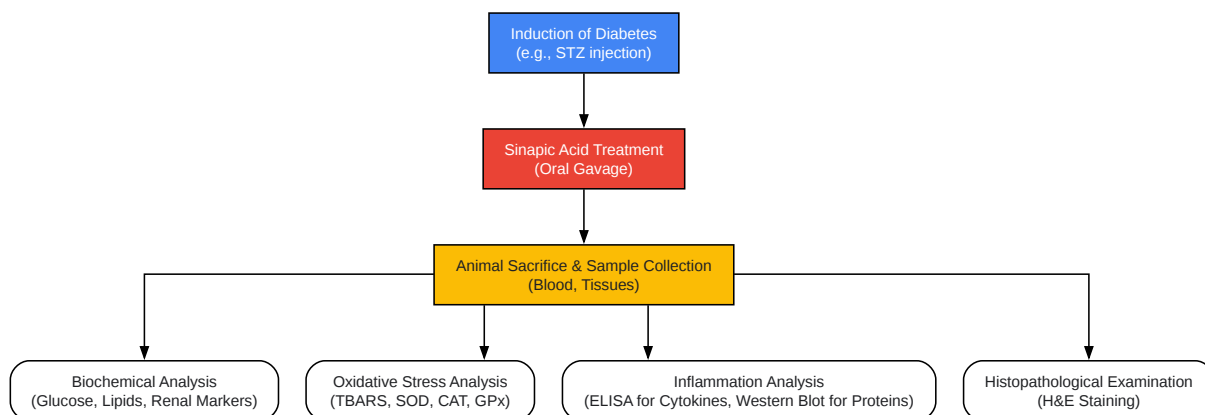 Induction of Diabetes
(e.g., STZ injection)
Sinapic Acid Treatment
(Oral Gavage)
Animal Sacrifice & Sample Collection
(Blood, Tissues)
Biochemical Analysis
(Glucose, Lipids, Renal Markers)
Oxidative Stress Analysis
(TBARS, SOD, CAT, GPx)
Inflammation Analysis
(ELISA for Cytokines, Western Blot for Proteins)
Histopathological Examination
(H&E Staining)